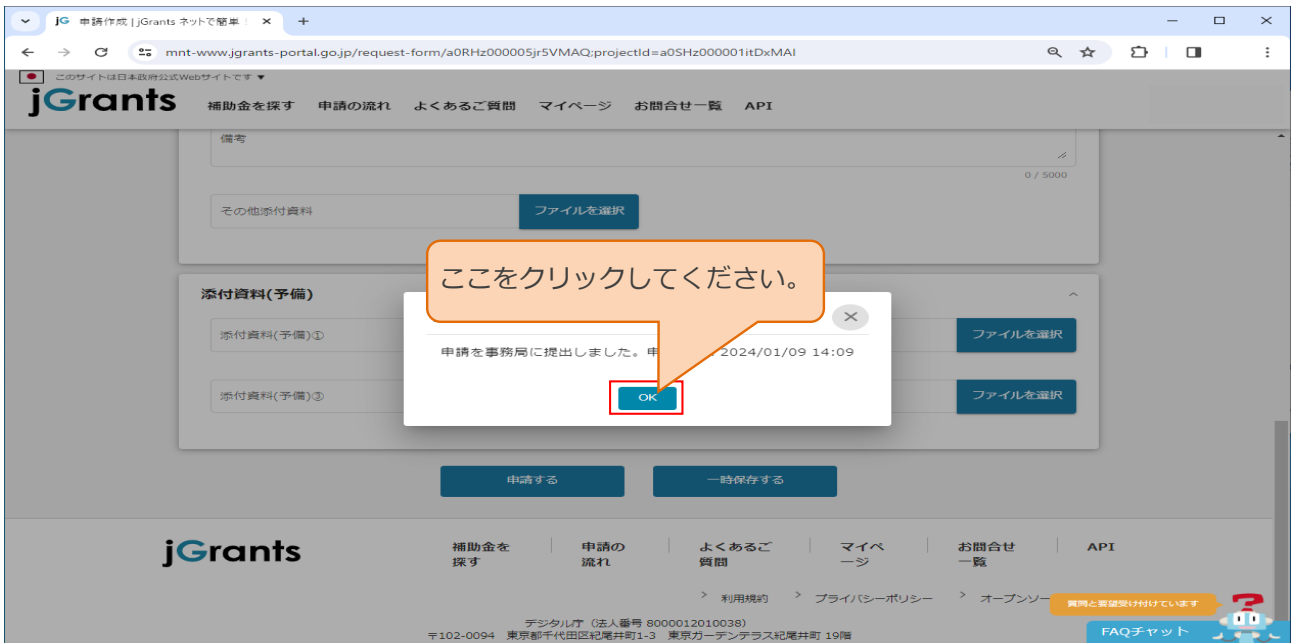 jG 申請作成 | jGrants ネットで簡単!
mnt-www.jgrants-portal.go.jp/request-form/a0RHz000005jr5VMAQ;projectId=a0SHz000001itDxMAI
このサイトは日本政府公式Webサイトです ▼
jGrants
補助金を探す 申請の流れ よくあるご質問 マイページ お問合せ一覧 API
備考
0 / 5000
その他添付資料
ファイルを選択
ここをクリックしてください。
添付資料(予備)
添付資料(予備)①
ファイルを選択
申請を事務局に提出しました。申
2024/01/09 14:09
OK
添付資料(予備)③
ファイルを選択
申請する
一時保存する
jGrants
補助金を探す
申請の流れ
よくあるご質問
マイページ
お問合せ一覧
API
利用規約
プライバシーポリシー
オープンソー
質問と要望受け付けています
FAQチャット
デジタル庁（法人番号 8000012010038）
〒102-0094 東京都千代田区紀尾井町1-3 東京ガーデンテラス紀尾井町 19階